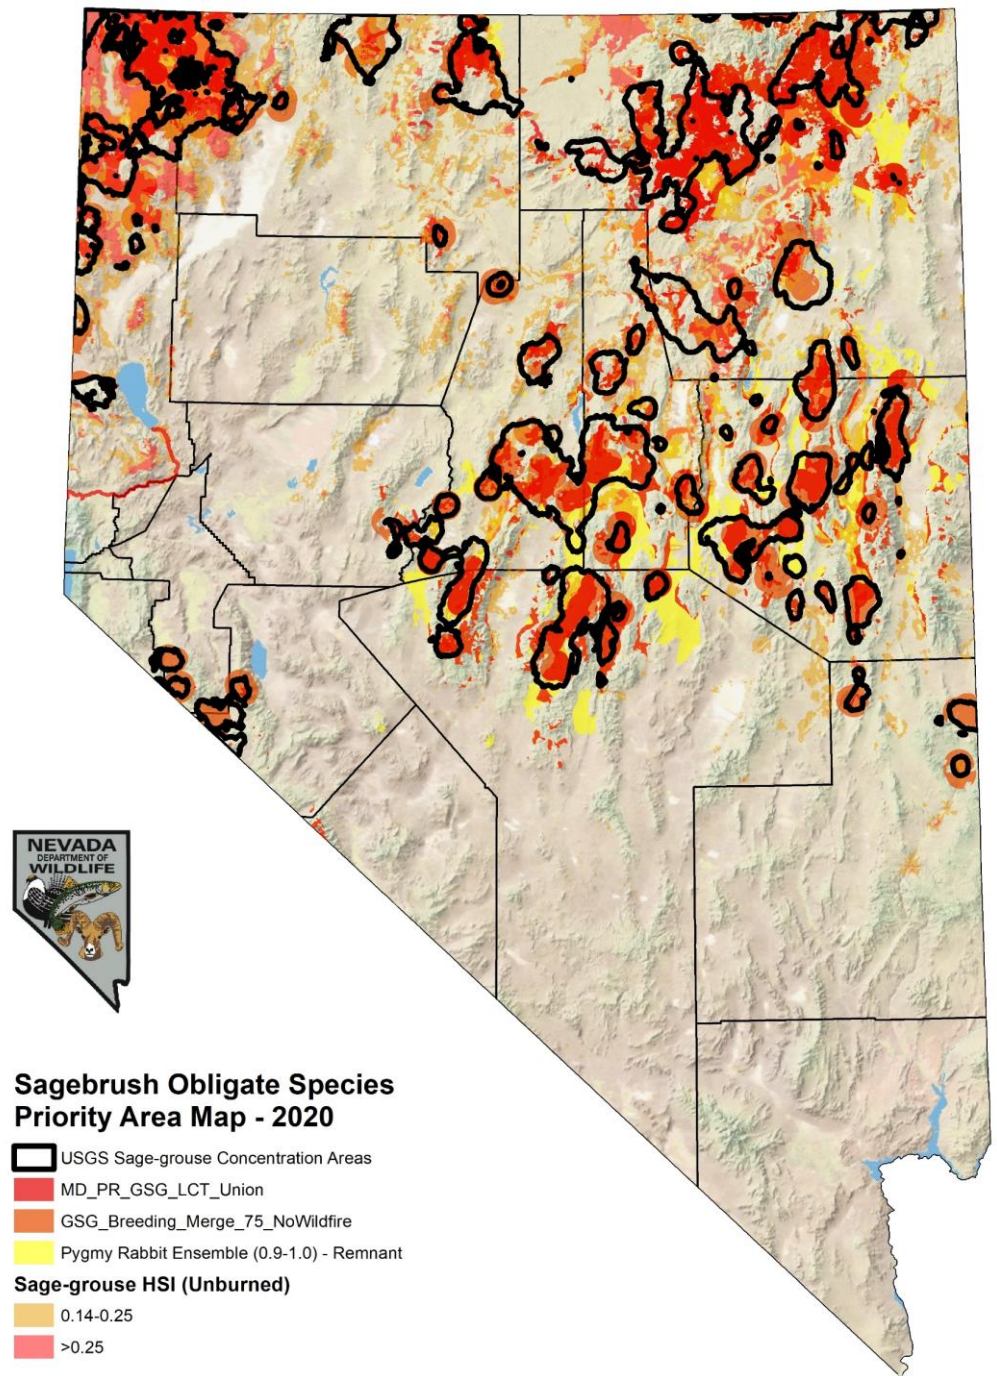 NEVADA
DEPARTMENT OF
WILDLIFE
Sagebrush Obligate Species
Priority Area Map - 2020
USGS Sage-grouse Concentration Areas
MD_PR_GSG_LCT_Union
GSG_Breeding_Merge_75_NoWildfire
Pygmy Rabbit Ensemble (0.9-1.0) - Remnant
Sage-grouse HSI (Unburned)
0.14-0.25
>0.25